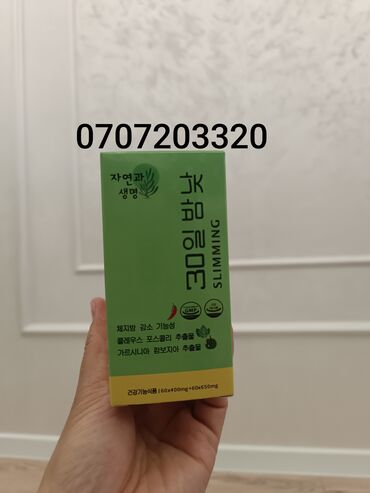 0707203320
자연과
생명
30일 밤 낮
SLIMMING
GMP
체지방 감소 기능성
콜레우스 포스콜리 추출물
가르시니아 캄보지아 추출물
건강기능식품 | 60x400mg+60x650mg